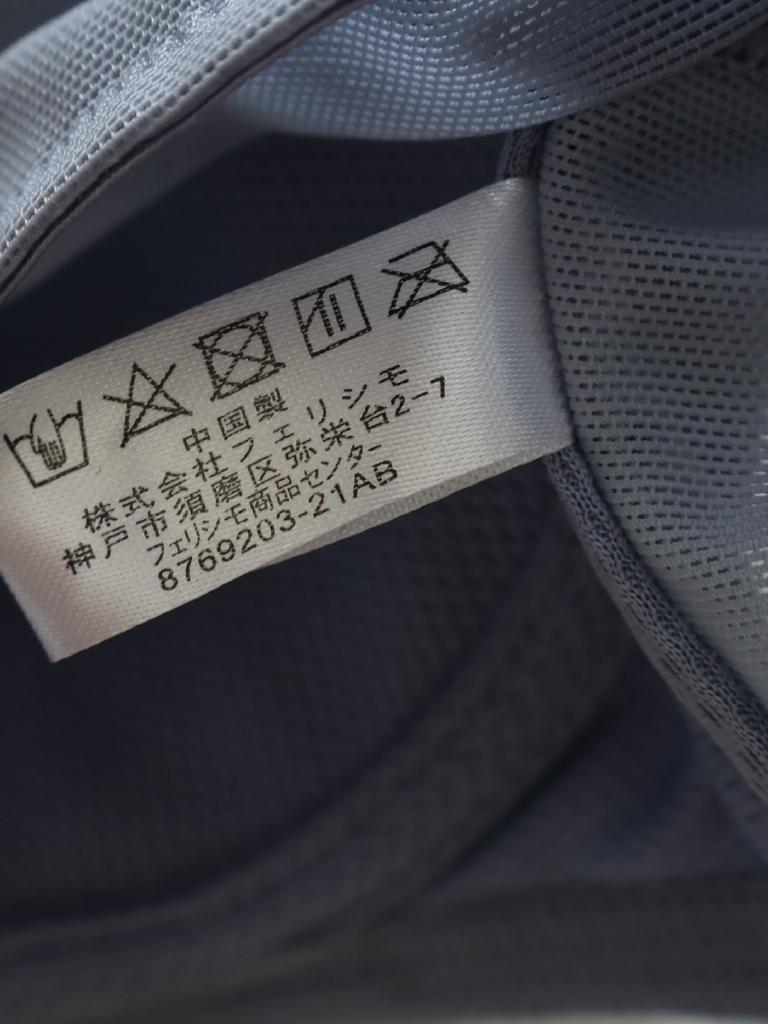 中国製
株式会社フェリシモ
神戸市須磨区弥栄台2-7
フェリシモ商品センター
8769203-21AB